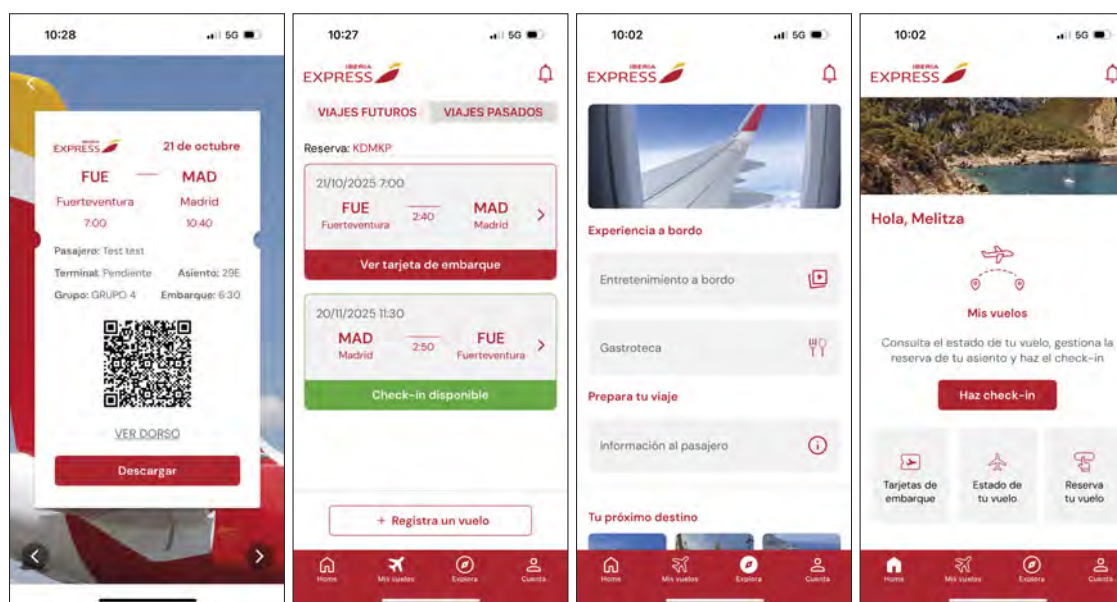 10:28
5G
IBERIA
EXPRESS
21 de octubre
FUE
MAD
Fuerteventura
Madrid
7:00
10:40
Pasajero: Test test
Terminal: Pendiente
Asiento: 29E
Grupo: GRUPO 4
Embarque: 6:30
VER DORSO
Descargar
10:27
5G
IBERIA
EXPRESS
VIAJES FUTUROS
VIAJES PASADOS
Reserva: KDMKP
21/10/2025 7:00
FUE
2:40
MAD
Fuerteventura
Madrid
Ver tarjeta de embarque
20/11/2025 11:30
MAD
2:50
FUE
Madrid
Fuerteventura
Check-in disponible
+ Registra un vuelo
Home
Mis vuelos
Explora
Cuenta
10:02
5G
IBERIA
EXPRESS
Experiencia a bordo
Entretenimiento a bordo
Gastroteca
Prepara tu viaje
Información al pasajero
Tu próximo destino
Home
Mis vuelos
Explora
Cuenta
10:02
5G
IBERIA
EXPRESS
Hola, Melitza
Mis vuelos
Consulta el estado de tu vuelo, gestiona la
reserva de tu asiento y haz el check-in
Haz check-in
Tarjetas de
embarque
Estado de
tu vuelo
Reserva
tu vuelo
Home
Mis vuelos
Explora
Cuenta